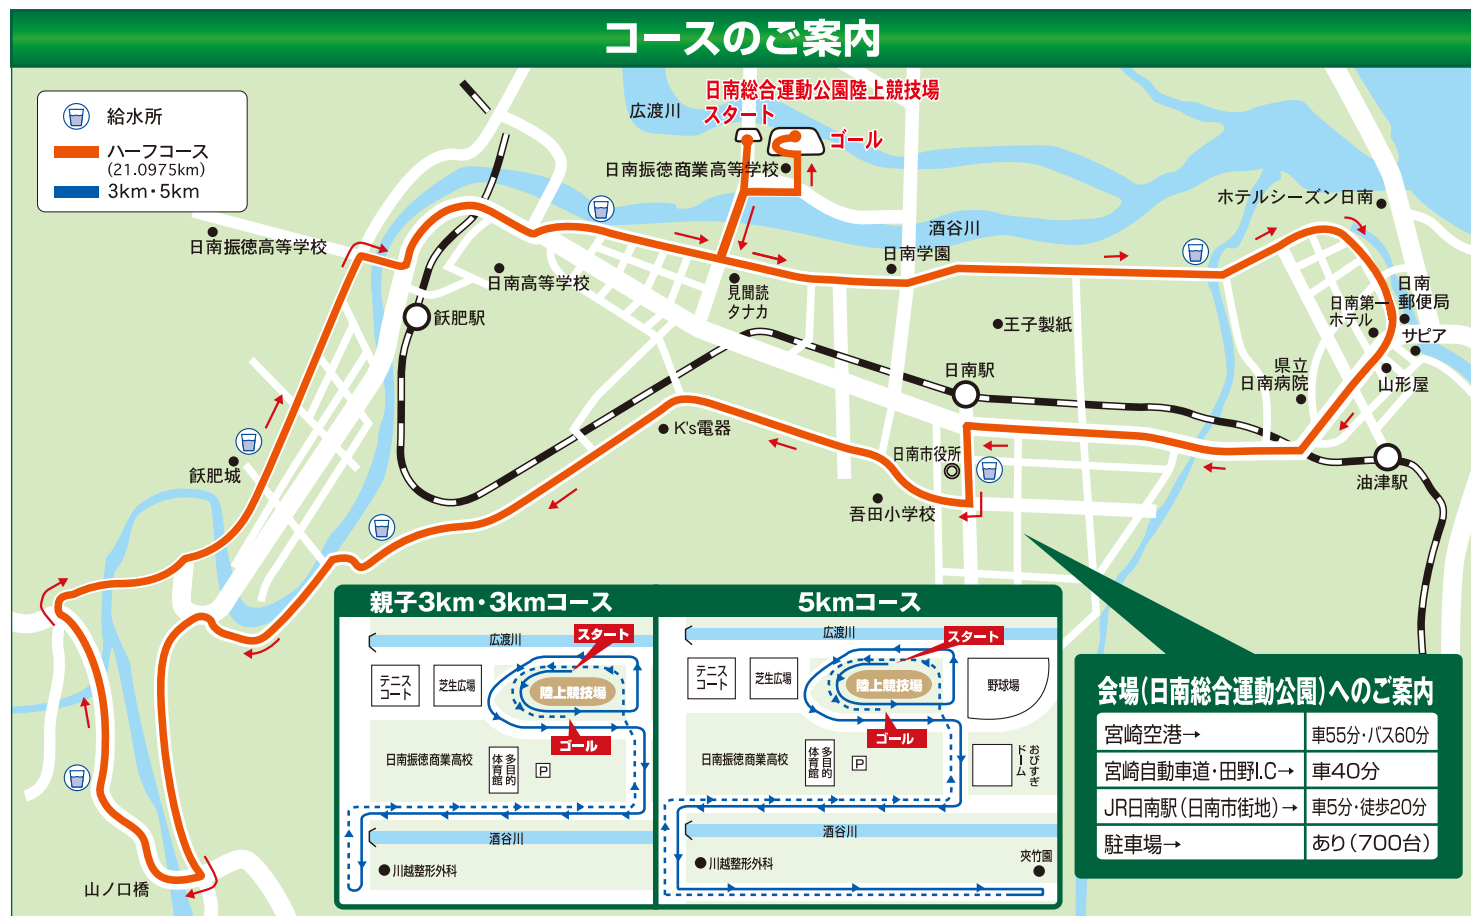 コースのご案内
給水所
ハーフコース
(21.0975km)
3km・5km
日南総合運動公園陸上競技場
スタート
ゴール
広渡川
日南振徳商業高等学校
酒谷川
日南学園
ホテルシーズン日南
日南振徳高等学校
日南高等学校
飫肥駅
見聞読
タナカ
王子製紙
日南
郵便局
日南第一
ホテル
サピア
山形屋
県立
日南病院
日南駅
K's電器
日南市役所
吾田小学校
油津駅
飫肥城
山ノ口橋
親子3km・3kmコース
広渡川
スタート
テニス
コート
芝生広場
陸上競技場
ゴール
日南振徳商業高校
多目的
体育館
P
酒谷川
川越整形外科
5kmコース
広渡川
スタート
テニス
コート
芝生広場
陸上競技場
野球場
ゴール
日南振徳商業高校
多目的
体育館
P
おびすぎ
ドーム
酒谷川
川越整形外科
夾竹園
会場(日南総合運動公園)へのご案内
宮崎空港→ 車55分・バス60分
宮崎自動車道・田野I.C→ 車40分
JR日南駅(日南市街地)→ 車5分・徒歩20分
駐車場→ あり(700台)